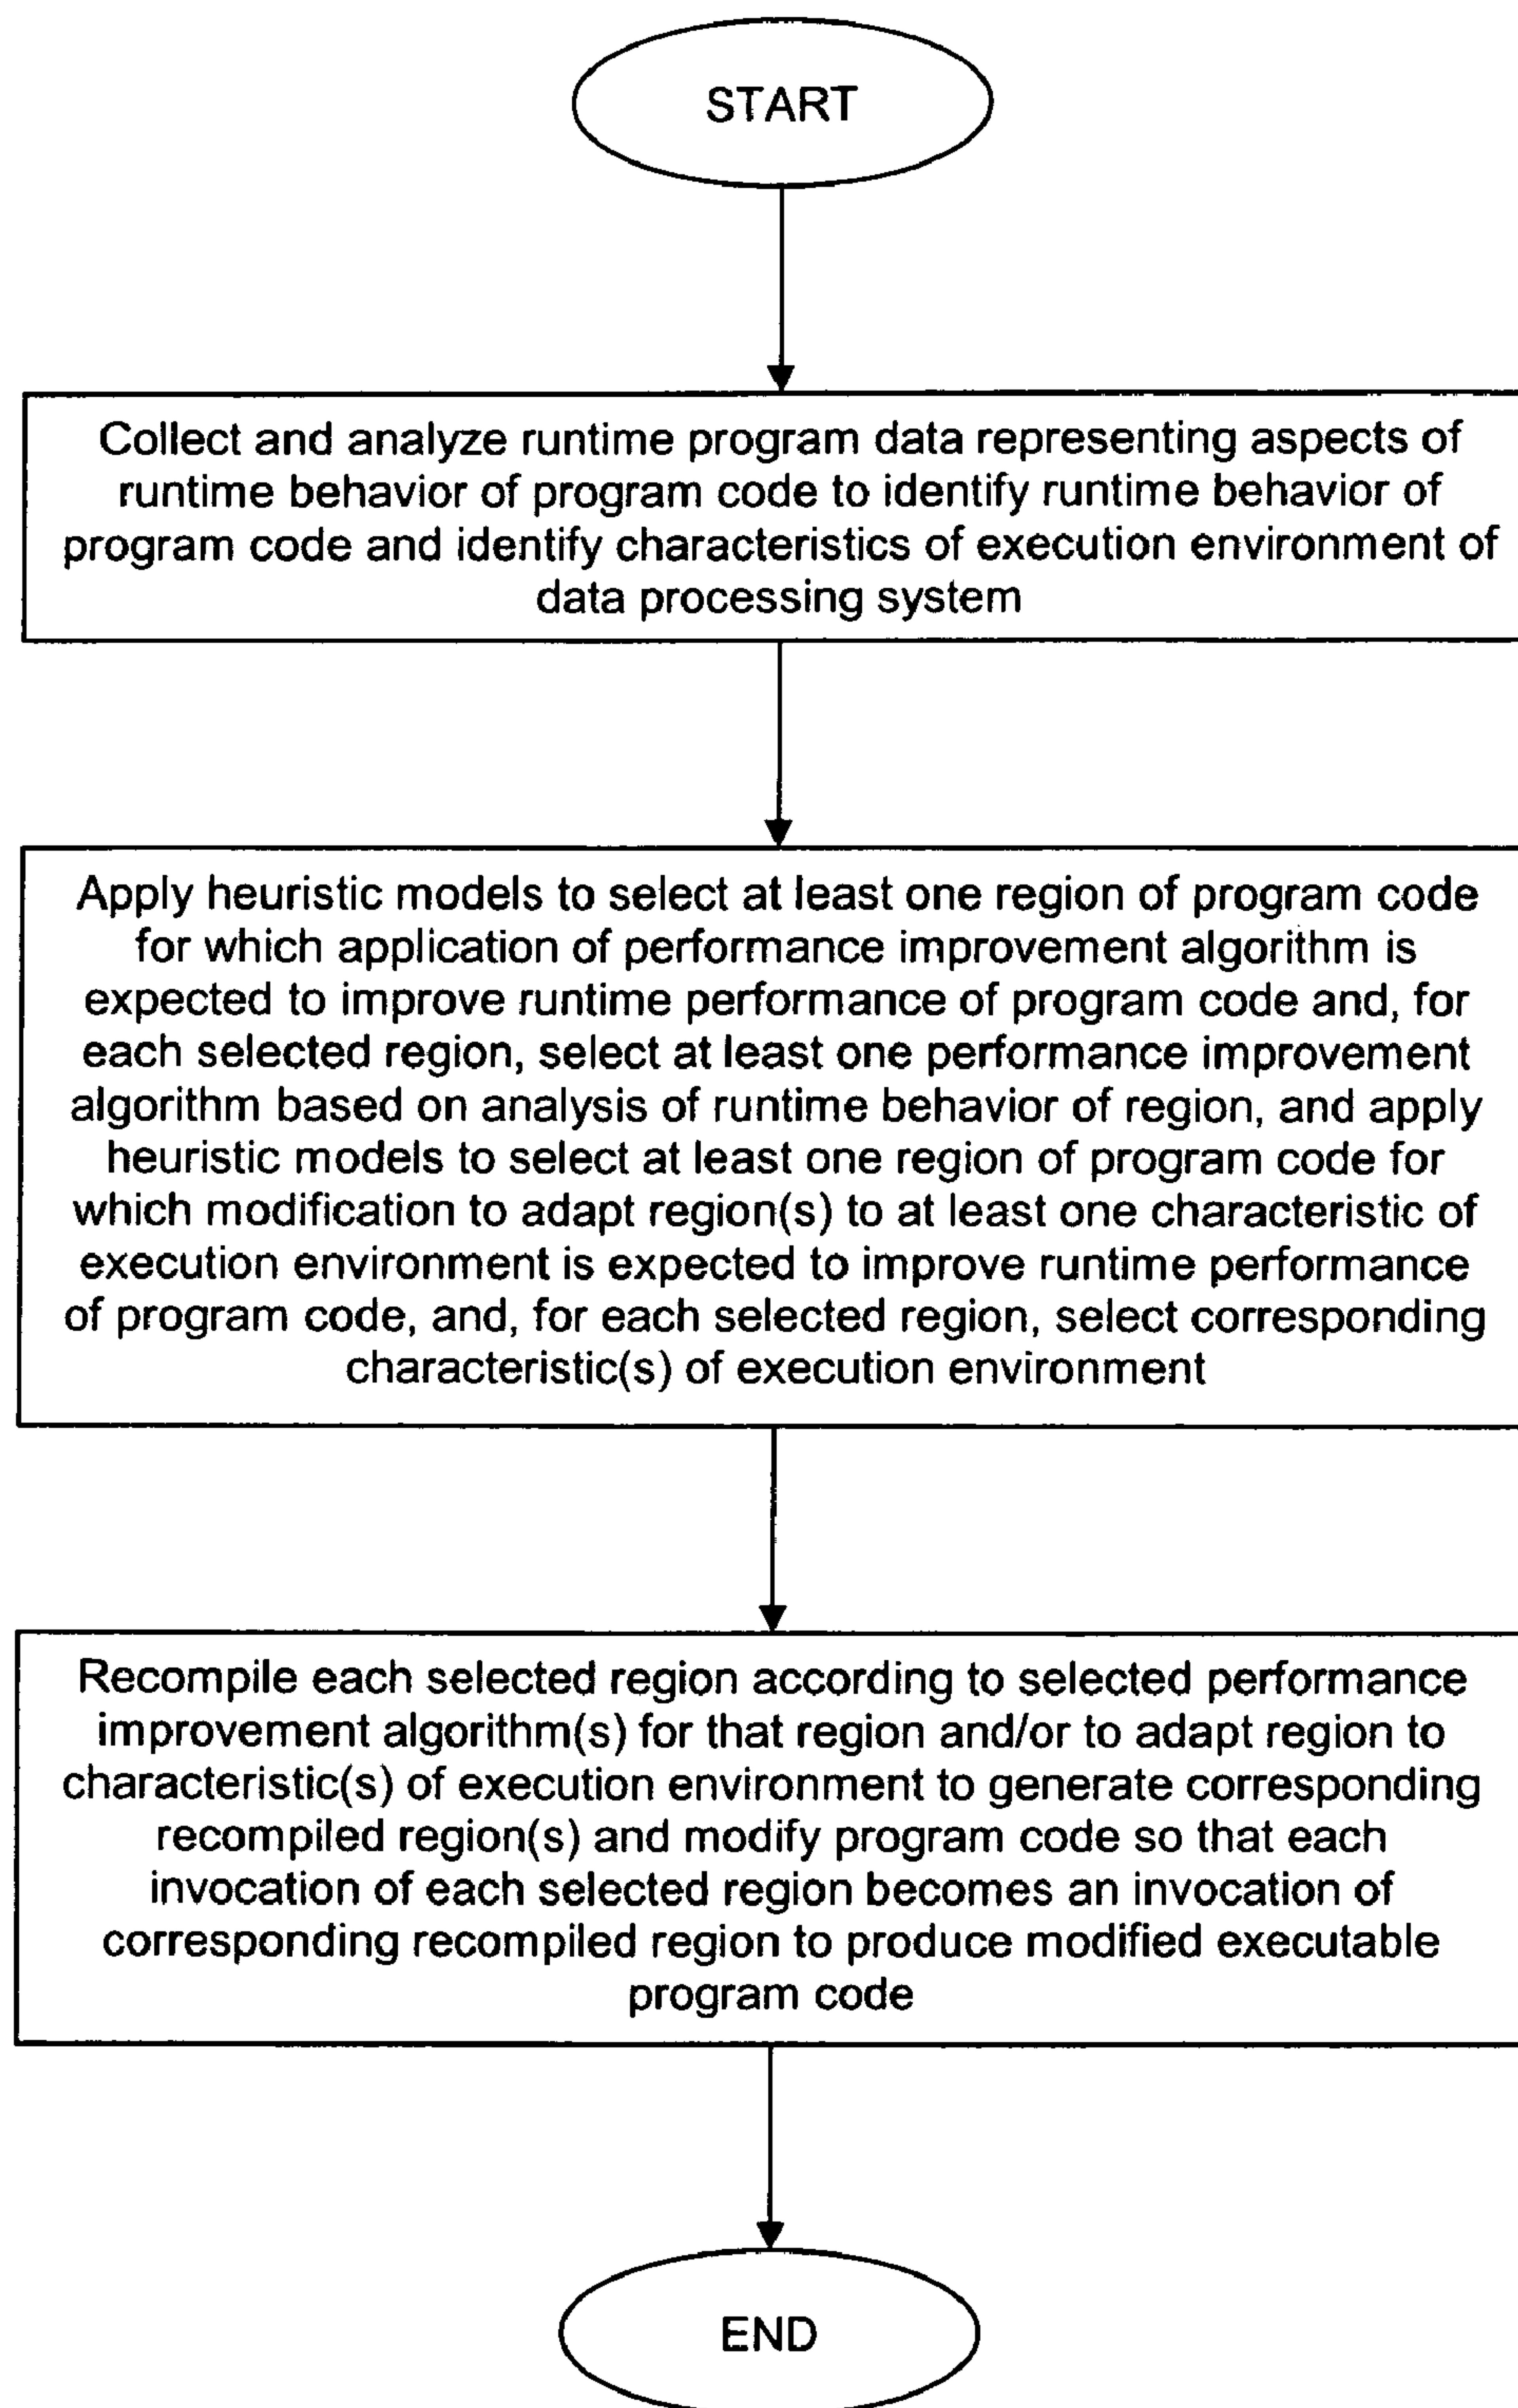 START
Collect and analyze runtime program data representing aspects of
runtime behavior of program code to identify runtime behavior of
program code and identify characteristics of execution environment of
data processing system
Apply heuristic models to select at least one region of program code
for which application of performance improvement algorithm is
expected to improve runtime performance of program code and, for
each selected region, select at least one performance improvement
algorithm based on analysis of runtime behavior of region, and apply
heuristic models to select at least one region of program code for
which modification to adapt region(s) to at least one characteristic of
execution environment is expected to improve runtime performance
of program code, and, for each selected region, select corresponding
characteristic(s) of execution environment
Recompile each selected region according to selected performance
improvement algorithm(s) for that region and/or to adapt region to
characteristic(s) of execution environment to generate corresponding
recompiled region(s) and modify program code so that each
invocation of each selected region becomes an invocation of
corresponding recompiled region to produce modified executable
program code
END